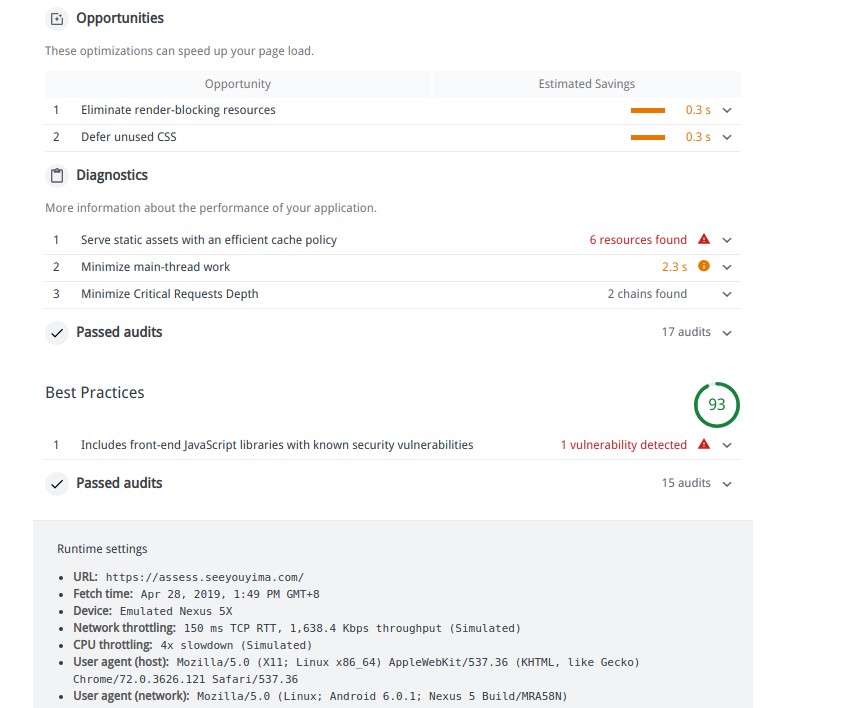 Opportunities
These optimizations can speed up your page load.
Opportunity Estimated Savings
1 Eliminate render-blocking resources 0.3 s
2 Defer unused CSS 0.3 s
Diagnostics
More information about the performance of your application.
1 Serve static assets with an efficient cache policy 6 resources found
2 Minimize main-thread work 2.3 s
3 Minimize Critical Requests Depth 2 chains found
Passed audits 17 audits
Best Practices 93
1 Includes front-end JavaScript libraries with known security vulnerabilities 1 vulnerability detected
Passed audits 15 audits
Runtime settings
• URL: https://assess.seeyouyima.com/
• Fetch time: Apr 28, 2019, 1:49 PM GMT+8
• Device: Emulated Nexus 5X
• Network throttling: 150 ms TCP RTT, 1,638.4 Kbps throughput (Simulated)
• CPU throttling: 4x slowdown (Simulated)
• User agent (host): Mozilla/5.0 (X11; Linux x86_64) AppleWebKit/537.36 (KHTML, like Gecko)
Chrome/72.0.3626.121 Safari/537.36
• User agent (network): Mozilla/5.0 (Linux; Android 6.0.1; Nexus 5 Build/MRA58N)